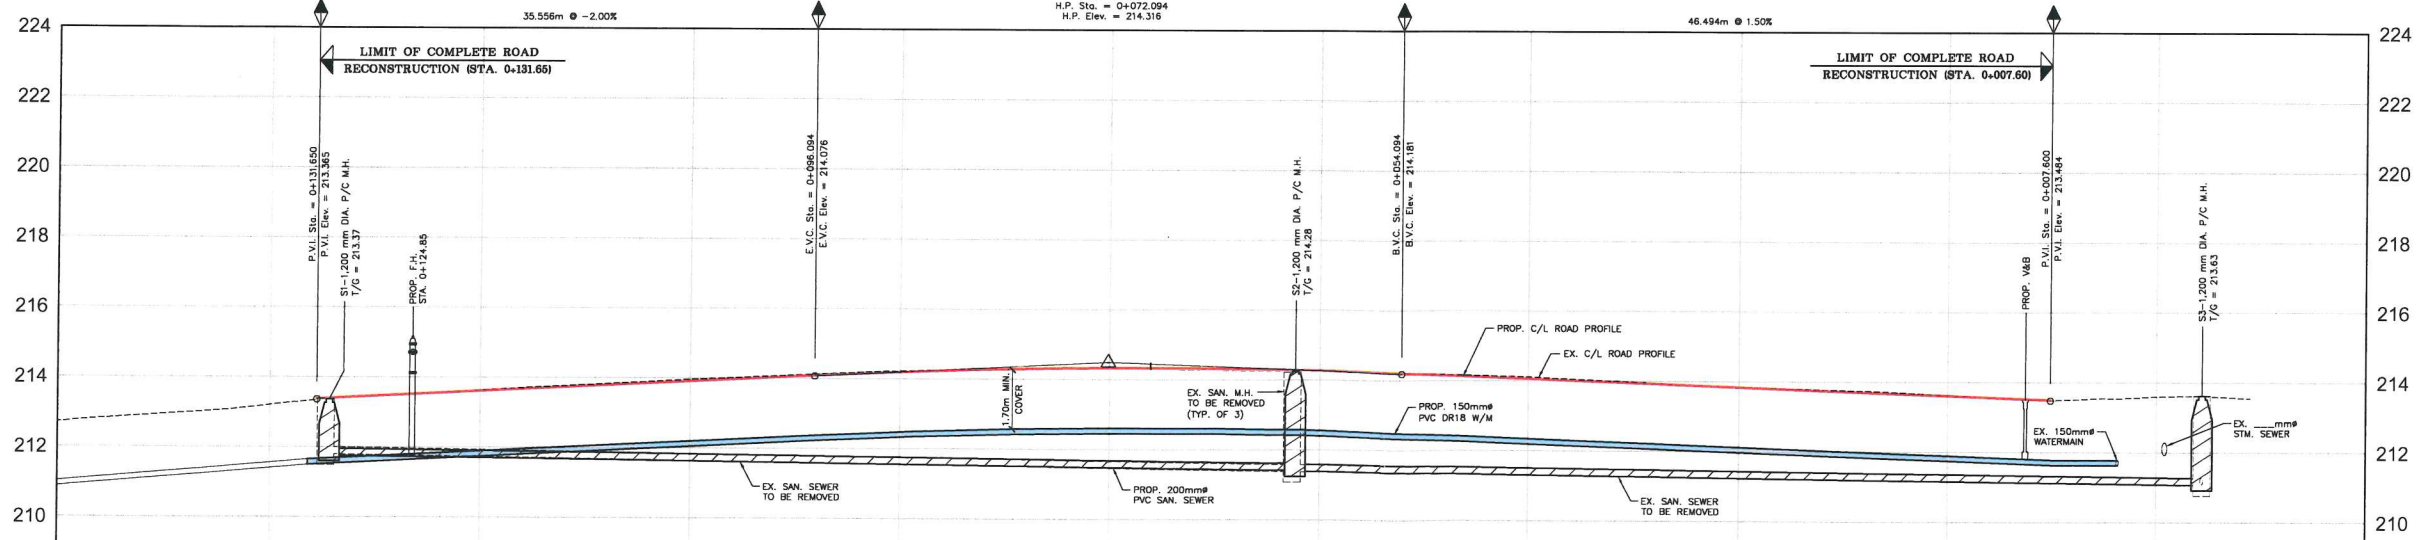 35.556m @ -2.00%
H.P. Sta. = 0+072.094
H.P. Elev. = 214.316
46.494m @ 1.50%
224
224
LIMIT OF COMPLETE ROAD
RECONSTRUCTION (STA. 0+131.65)
LIMIT OF COMPLETE ROAD
RECONSTRUCTION (STA. 0+007.60)
222
222
220
220
218
218
216
216
214
214
212
212
210
210
P.V.I. Sta. = 0+131.650
P.V.I. Elev. = 213.365
S1-1,200 mm DIA. P/C M.H.
T/G = 213.37
PROP. F.H.
STA. 0+124.85
E.V.C. Sta. = 0+096.094
E.V.C. Elev. = 214.076
S2-1,200 mm DIA. P/C M.H.
T/G = 214.28
B.V.C. Sta. = 0+054.094
B.V.C. Elev. = 214.181
PROP. V&B
P.V.I. Sta. = 0+007.600
P.V.I. Elev. = 213.484
S3-1,200 mm DIA. P/C M.H.
T/G = 213.63
PROP. C/L ROAD PROFILE
EX. C/L ROAD PROFILE
1.70m MIN.
COVER
EX. SAN. M.H.
TO BE REMOVED
(TYP. OF 3)
PROP. 150mmø
PVC DR18 W/M
EX. 150mmø
WATERMAIN
EX. ___mmø
STM. SEWER
EX. SAN. SEWER
TO BE REMOVED
PROP. 200mmø
PVC SAN. SEWER
EX. SAN. SEWER
TO BE REMOVED